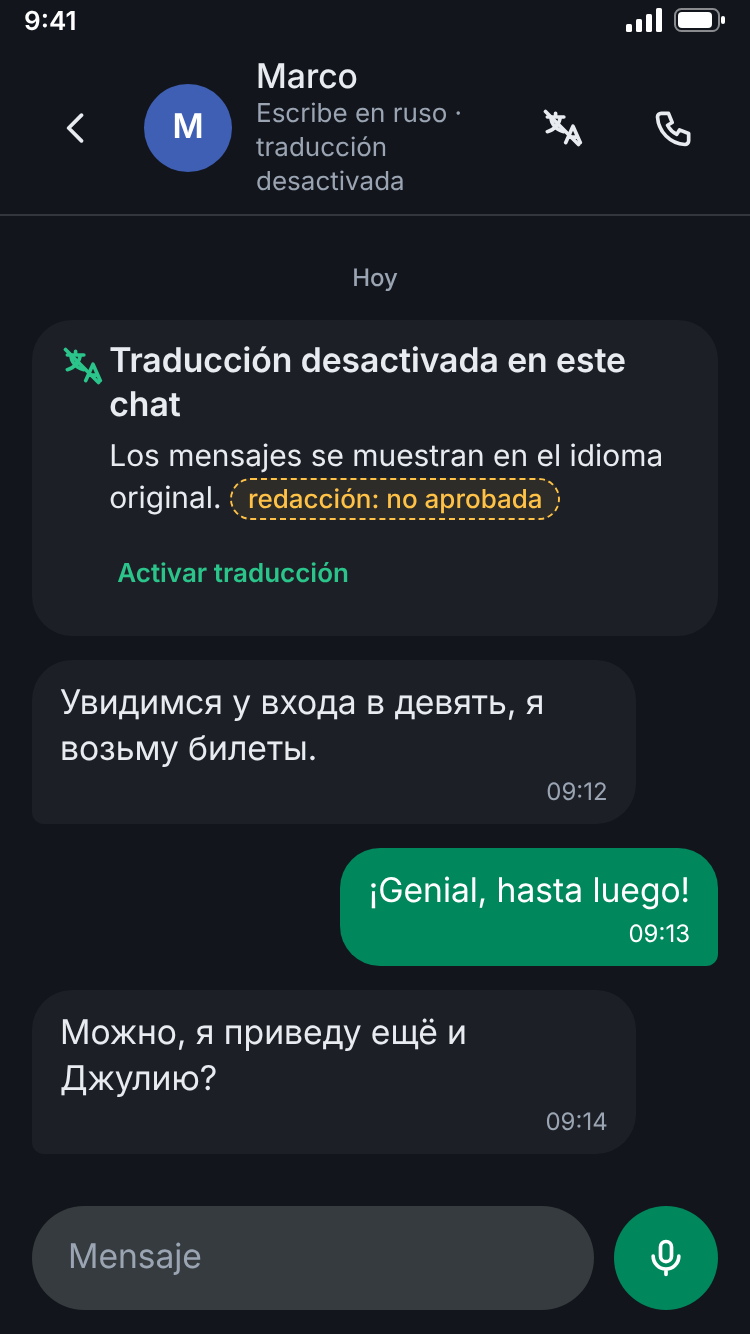 9:41
Marco
M
Escribe en ruso ·
traducción
desactivada
Hoy
Traducción desactivada en este
chat
Los mensajes se muestran en el idioma
original. redacción: no aprobada
Activar traducción
Увидимся у входа в девять, я
возьму билеты.
09:12
¡Genial, hasta luego!
09:13
Можно, я приведу ещё и
Джулию?
09:14
Mensaje